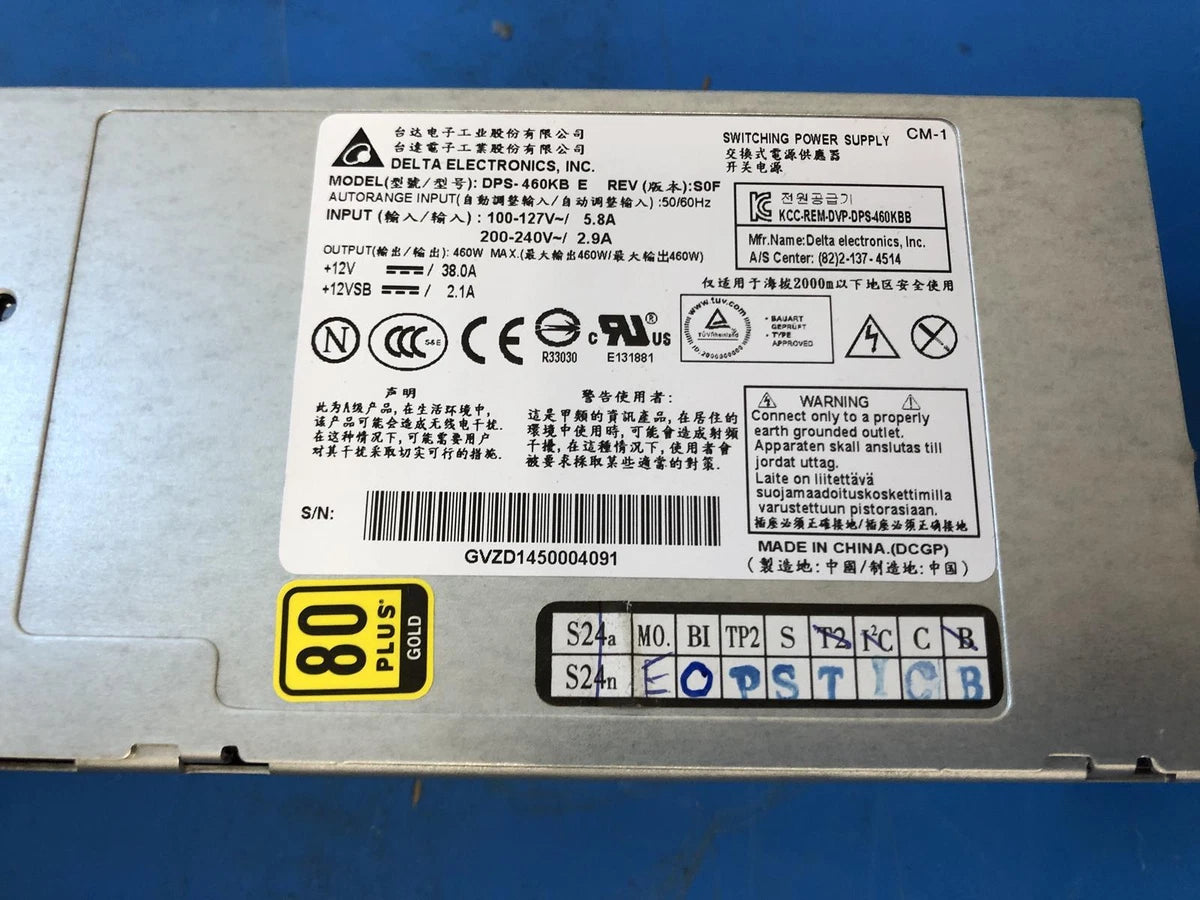 台达电子工业股份有限公司
台達電子工業股份有限公司
DELTA ELECTRONICS, INC.
SWITCHING POWER SUPPLY CM-1
交換式電源供應器
开关电源
MODEL(型號/型号): DPS-460KB E REV (版本):S0F
AUTORANGE INPUT(自動調整輸入/自动调整输入) :50/60Hz
INPUT (輸入/输入) : 100-127V~/ 5.8A
200-240V~/ 2.9A
OUTPUT(輸出/输出): 460W MAX.(最大輸出460W/最大输出460W)
+12V / 38.0A
+12VSB / 2.1A
전원공급기
KCC-REM-DVP-DPS-460KBB
Mfr.Name:Delta electronics, Inc.
A/S Center: (82)2-137- 4514
仅适用于海拔2000m以下地区安全使用
N
CCC S&E
CE
R33030
c RU ® US
E131881
www.tuv.com
TÜVRheinland
• BAUART
GEPRÜFT
• TYPE
APPROVED
声明
此为A级产品,在生活环境中,
该产品可能会造成无线电干扰.
在这种情况下,可能需要用户
对其干扰采取切实可行的措施.
警告使用者:
這是甲類的資訊產品,在居住的
環境中使用時,可能會造成射頻
干擾,在這種情況下,使用者會
被要求採取某些適當的對策.
WARNING
Connect only to a properly
earth grounded outlet.
Apparaten skall anslutas till
jordat uttag.
Laite on liitettävä
suojamaadoituskoskettimilla
varustettuun pistorasiaan.
插座必須正確接地/插座必须正确接地
S/N:
GVZD1450004091
MADE IN CHINA.(DCGP)
(製造地:中國/制造地:中国)
80
PLUS®
GOLD
S24a MO. BI TP2 S T2 I²C C B
S24n E O P S T I C B